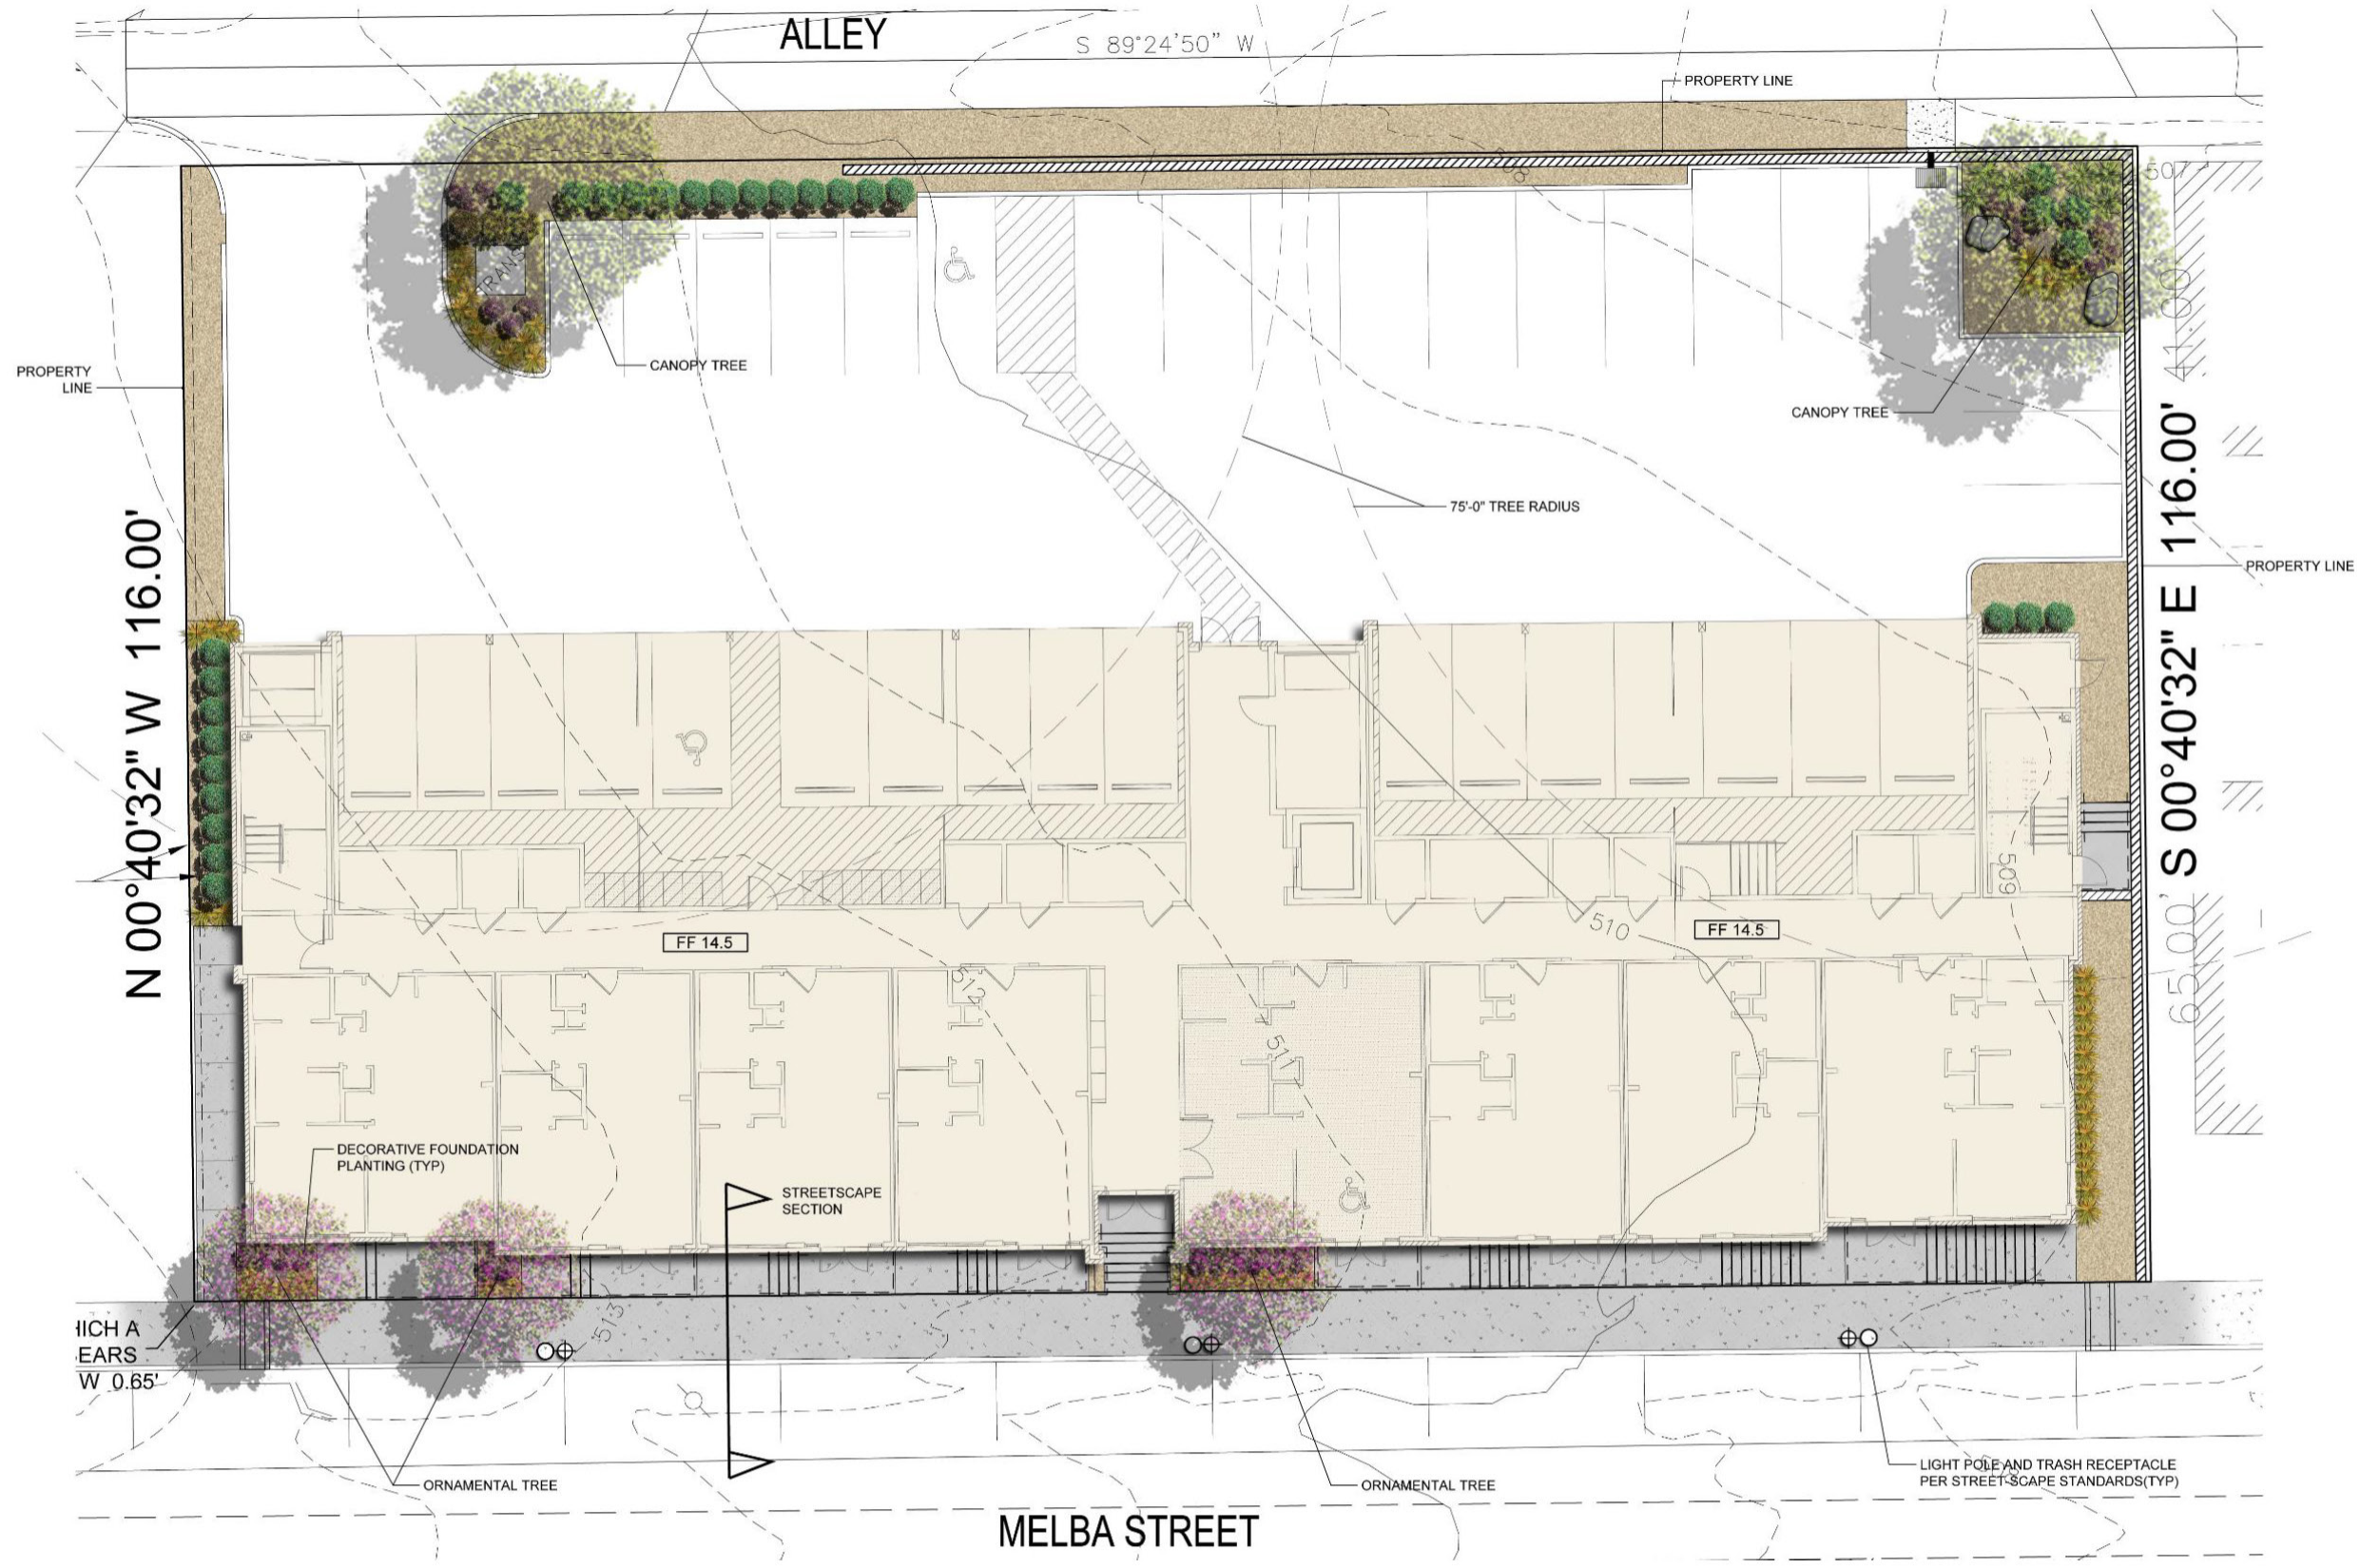 ALLEY
S 89°24'50" W
PROPERTY LINE
508
507
TRANS
PROPERTY
LINE
CANOPY TREE
CANOPY TREE
41.00'
75'-0" TREE RADIUS
N 00°40'32" W 116.00'
S 00°40'32" E 116.00'
PROPERTY LINE
509
65.00'
FF 14.5
510
FF 14.5
512
511
DECORATIVE FOUNDATION
PLANTING (TYP)
STREETSCAPE
SECTION
513
HICH A
EARS
W 0.65'
ORNAMENTAL TREE
ORNAMENTAL TREE
LIGHT POLE AND TRASH RECEPTACLE
PER STREET-SCAPE STANDARDS(TYP)
MELBA STREET